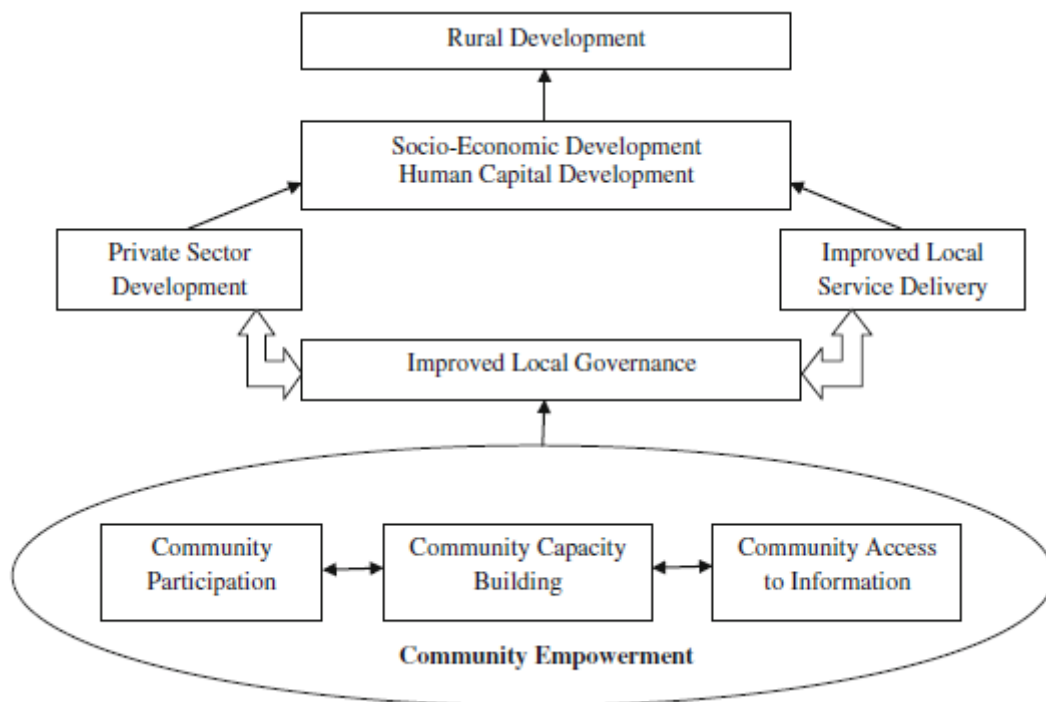 Rural Development
Socio-Economic Development
Human Capital Development
Private Sector
Development
Improved Local
Service Delivery
Improved Local Governance
Community
Participation
Community Capacity
Building
Community Access
to Information
Community Empowerment